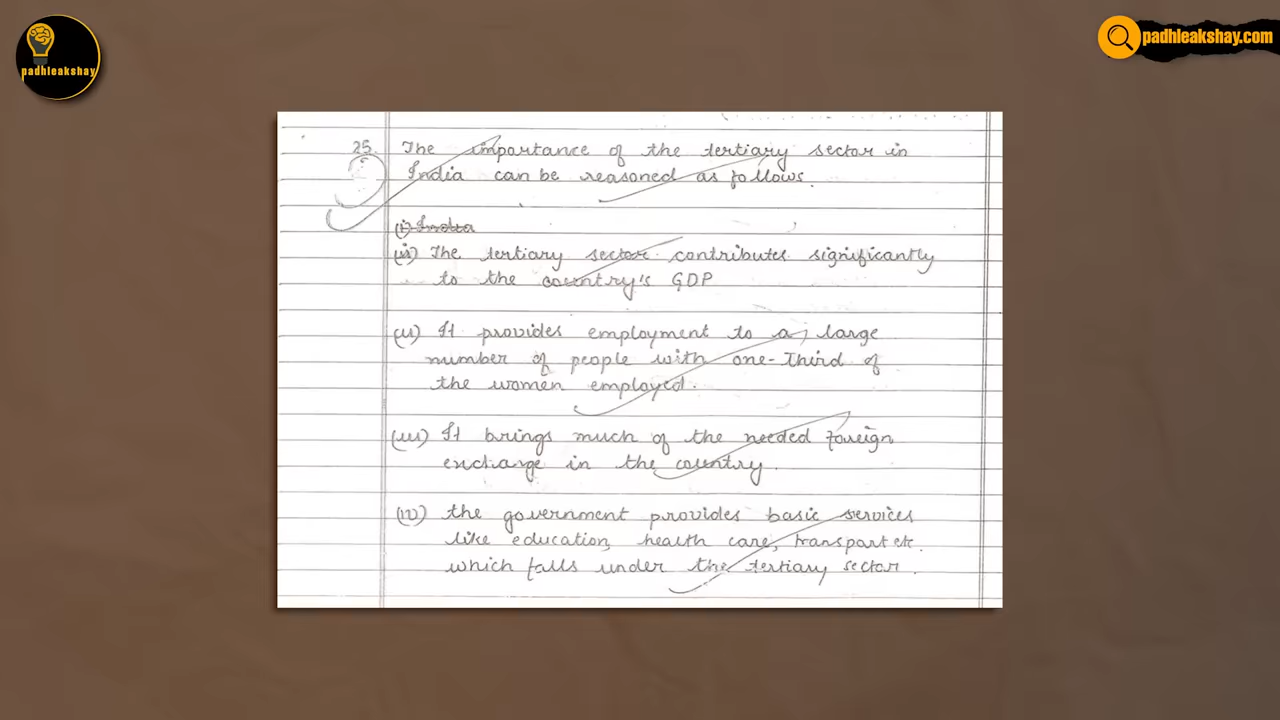 padhleakshay
padhleakshay.com
25. The importance of the tertiary sector in
India can be reasoned as follows.
(i) India
(i) The tertiary sector contributes significantly
to the country's GDP
(ii) It provides employment to a large
number of people with one-third of
the women employed.
(iii) It brings much of the needed foreign
exchange in the country.
(iv) the government provides basic services
like education, health care, transport etc.
which falls under the tertiary sector.